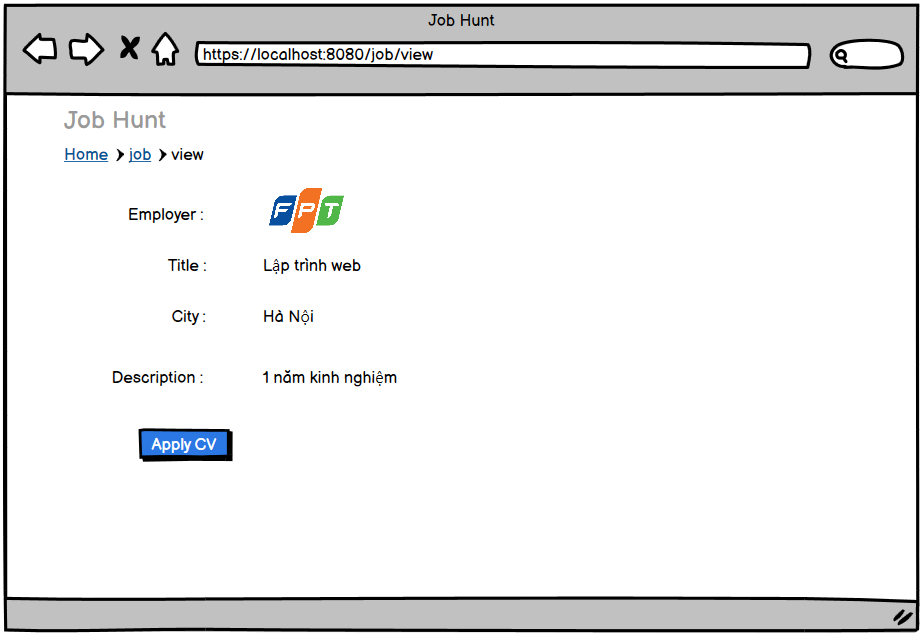 Job Hunt
https://localhost:8080/job/view
Job Hunt
Home > job > view
Employer : FPT
Title : Lập trình web
City : Hà Nội
Description : 1 năm kinh nghiệm
Apply CV